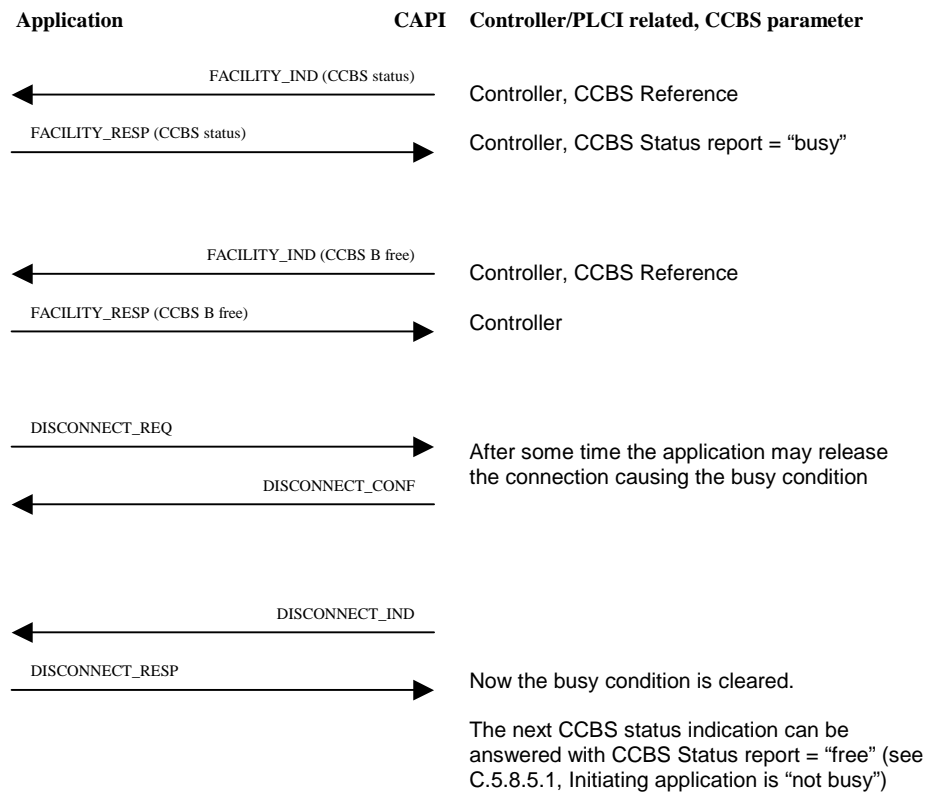 Application CAPI Controller/PLCI related, CCBS parameter
FACILITY_IND (CCBS status)
Controller, CCBS Reference
FACILITY_RESP (CCBS status)
Controller, CCBS Status report = “busy”
FACILITY_IND (CCBS B free)
Controller, CCBS Reference
FACILITY_RESP (CCBS B free)
Controller
DISCONNECT_REQ
After some time the application may release
the connection causing the busy condition
DISCONNECT_CONF
DISCONNECT_IND
DISCONNECT_RESP
Now the busy condition is cleared.
The next CCBS status indication can be
answered with CCBS Status report = “free” (see
C.5.8.5.1, Initiating application is “not busy”)